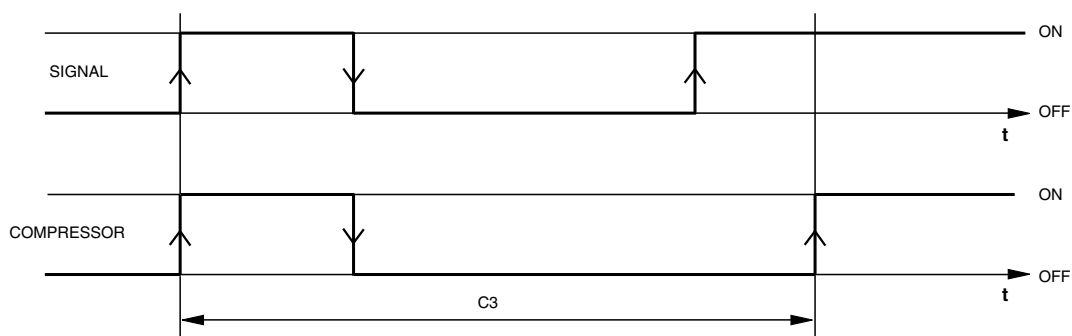 ON
SIGNAL
OFF
t
ON
COMPRESSOR
OFF
t
C3